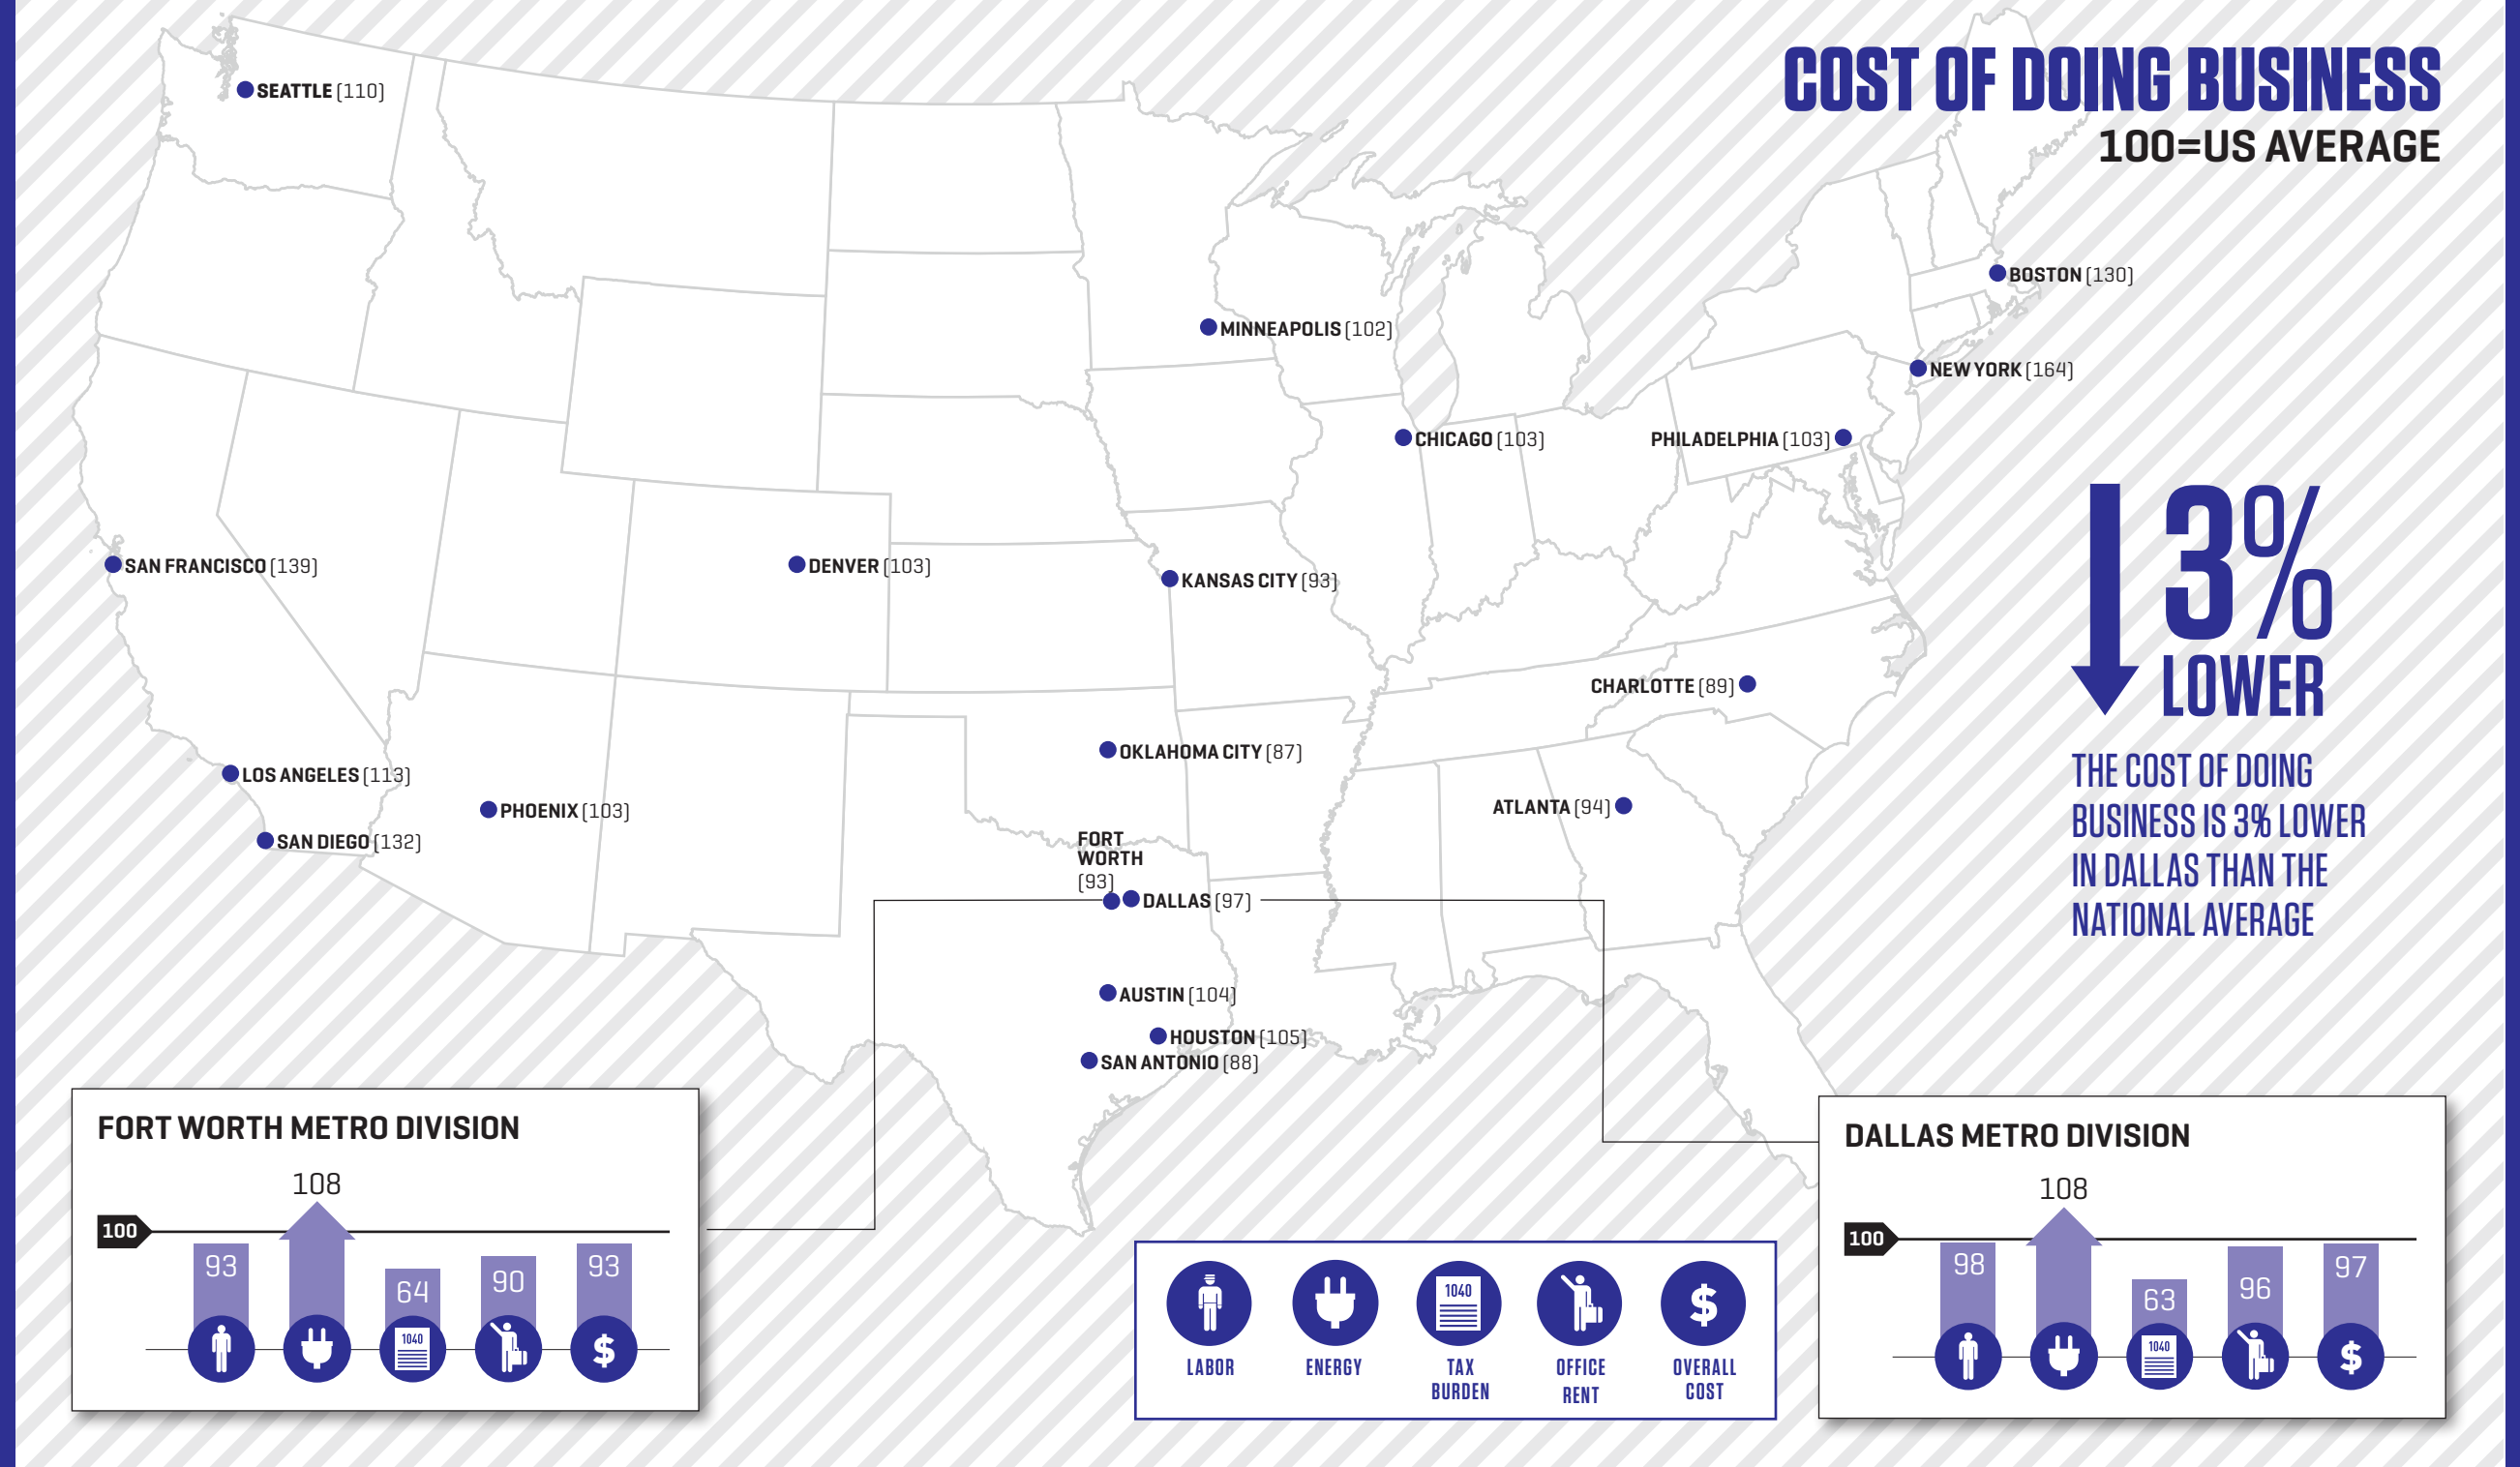 COST OF DOING BUSINESS
100=US AVERAGE
SEATTLE (110)
BOSTON (130)
MINNEAPOLIS (102)
NEW YORK (164)
CHICAGO (103)
PHILADELPHIA (103)
SAN FRANCISCO (139)
DENVER (103)
KANSAS CITY (93)
CHARLOTTE (89)
OKLAHOMA CITY (87)
LOS ANGELES (113)
PHOENIX (103)
ATLANTA (94)
SAN DIEGO (132)
FORT
WORTH
(93)
DALLAS (97)
AUSTIN (104)
HOUSTON (105)
SAN ANTONIO (88)
3%
LOWER
THE COST OF DOING
BUSINESS IS 3% LOWER
IN DALLAS THAN THE
NATIONAL AVERAGE
FORT WORTH METRO DIVISION
108
100
93
64
90
93
1040
$
1040
$
LABOR
ENERGY
TAX
BURDEN
OFFICE
RENT
OVERALL
COST
DALLAS METRO DIVISION
108
100
98
63
96
97
1040
$